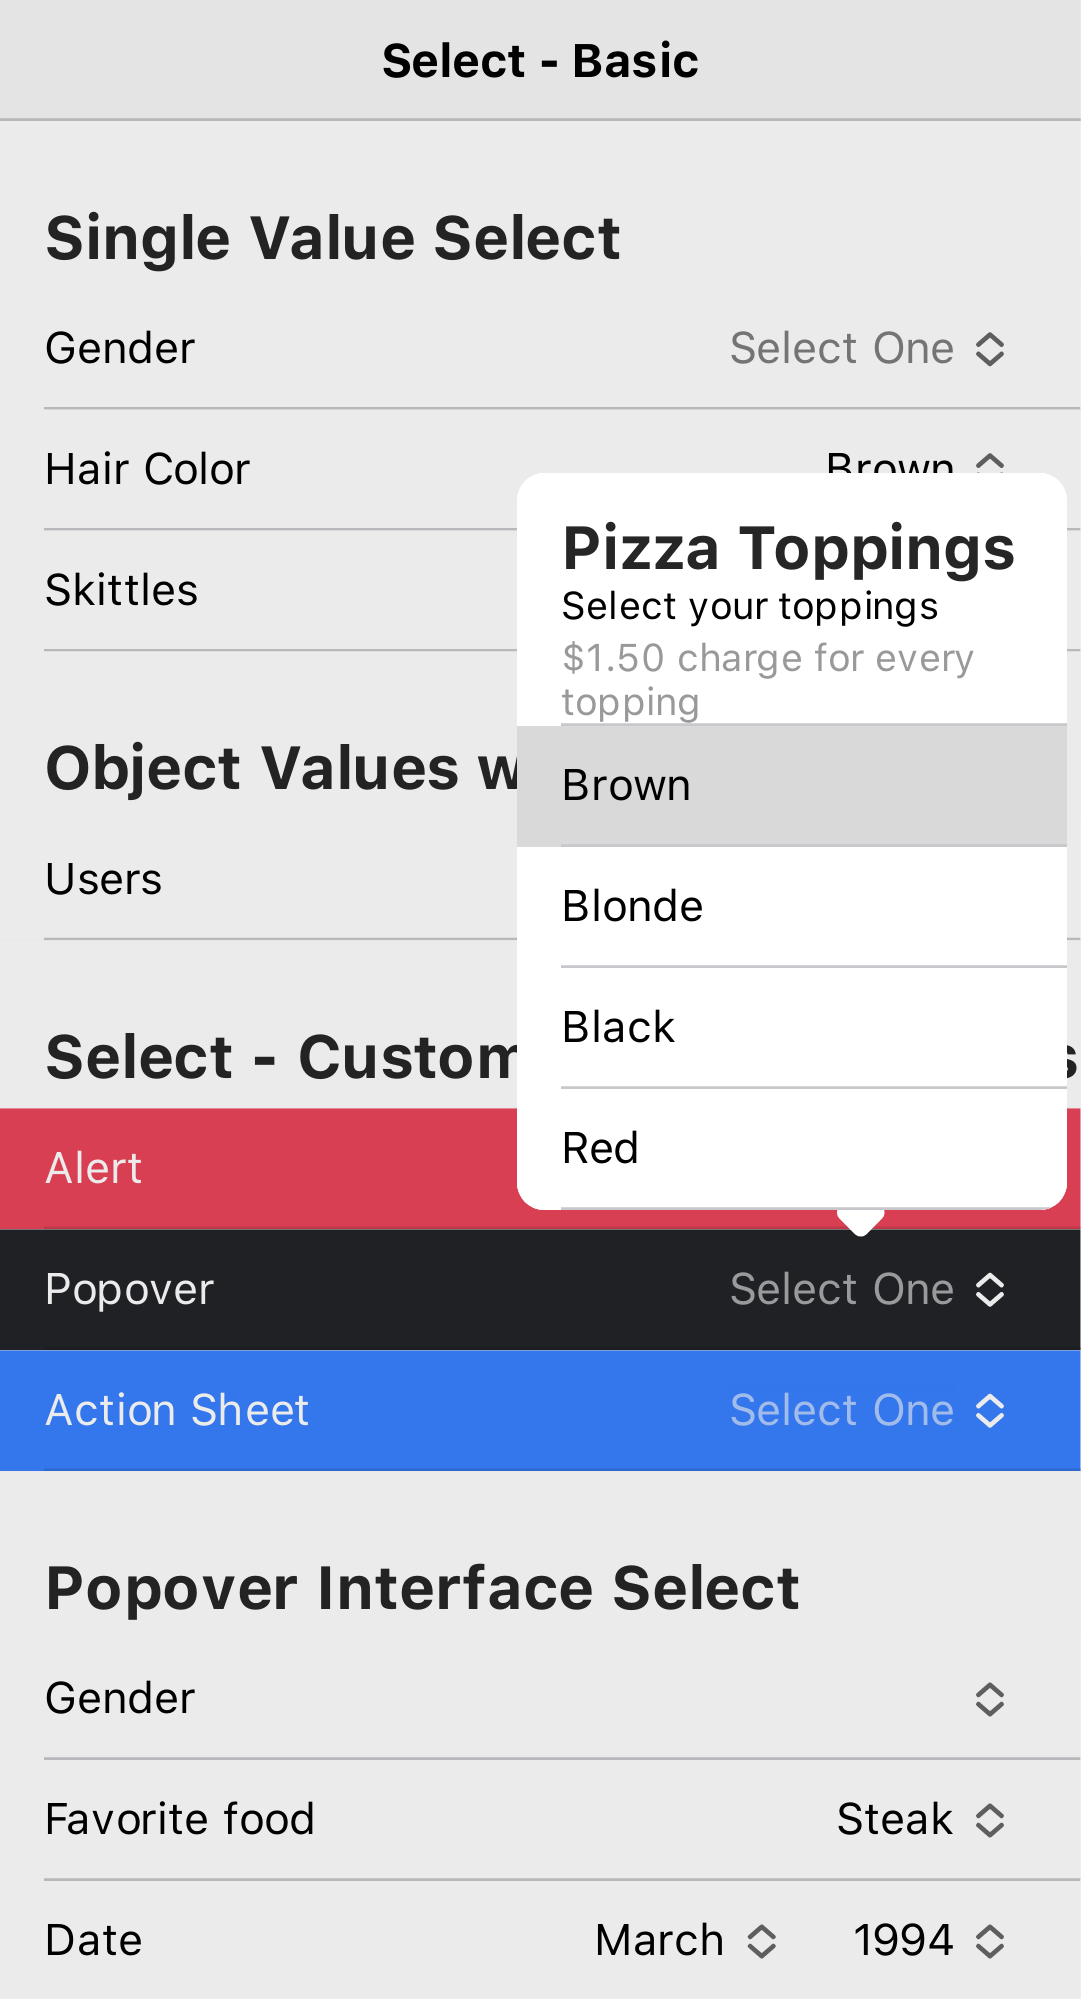 Select - Basic
Single Value Select
Gender Select One
Hair Color Brown
Skittles
Pizza Toppings
Select your toppings
$1.50 charge for every
topping
Brown
Blonde
Black
Red
Object Values
Users
Select - Custom
Alert
Popover Select One
Action Sheet Select One
Popover Interface Select
Gender
Favorite food Steak
Date March 1994